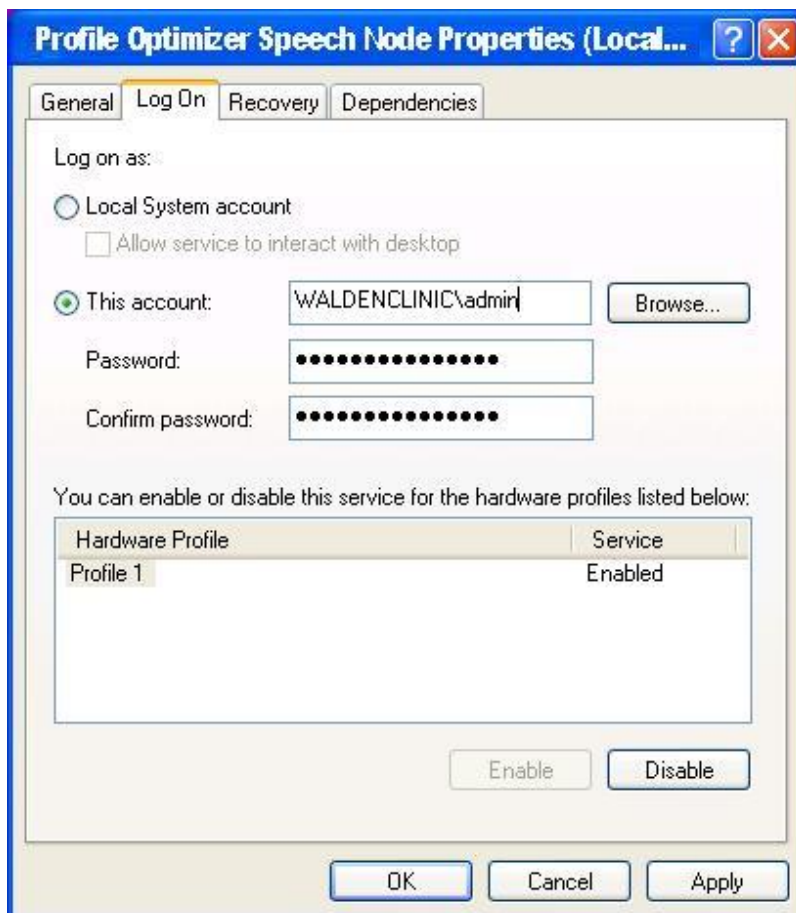 Profile Optimizer Speech Node Properties (Local...
General Log On Recovery Dependencies
Log on as:
Local System account
Allow service to interact with desktop
This account: WALDENCLINIC\admin Browse...
Password: •••••••••••••••
Confirm password: •••••••••••••••
You can enable or disable this service for the hardware profiles listed below:
Hardware Profile Service
Profile 1 Enabled
Enable Disable
OK Cancel Apply